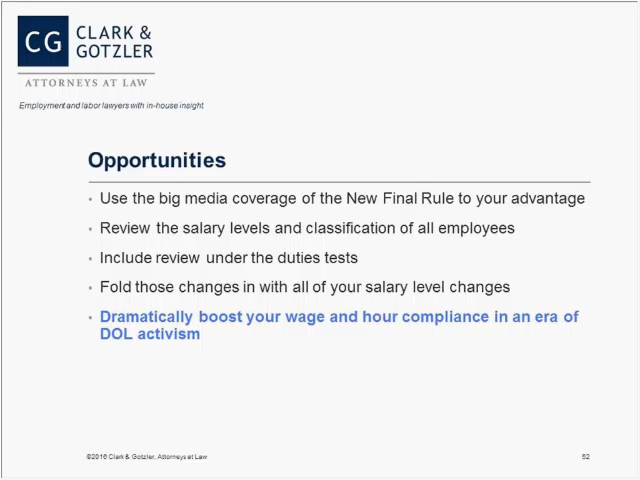 CG
CLARK &
GOTZLER
ATTORNEYS AT LAW
Employment and labor lawyers with in-house insight
Opportunities
• Use the big media coverage of the New Final Rule to your advantage
• Review the salary levels and classification of all employees
• Include review under the duties tests
• Fold those changes in with all of your salary level changes
• Dramatically boost your wage and hour compliance in an era of
DOL activism
©2016 Clark & Gotzler, Attorneys at Law
52